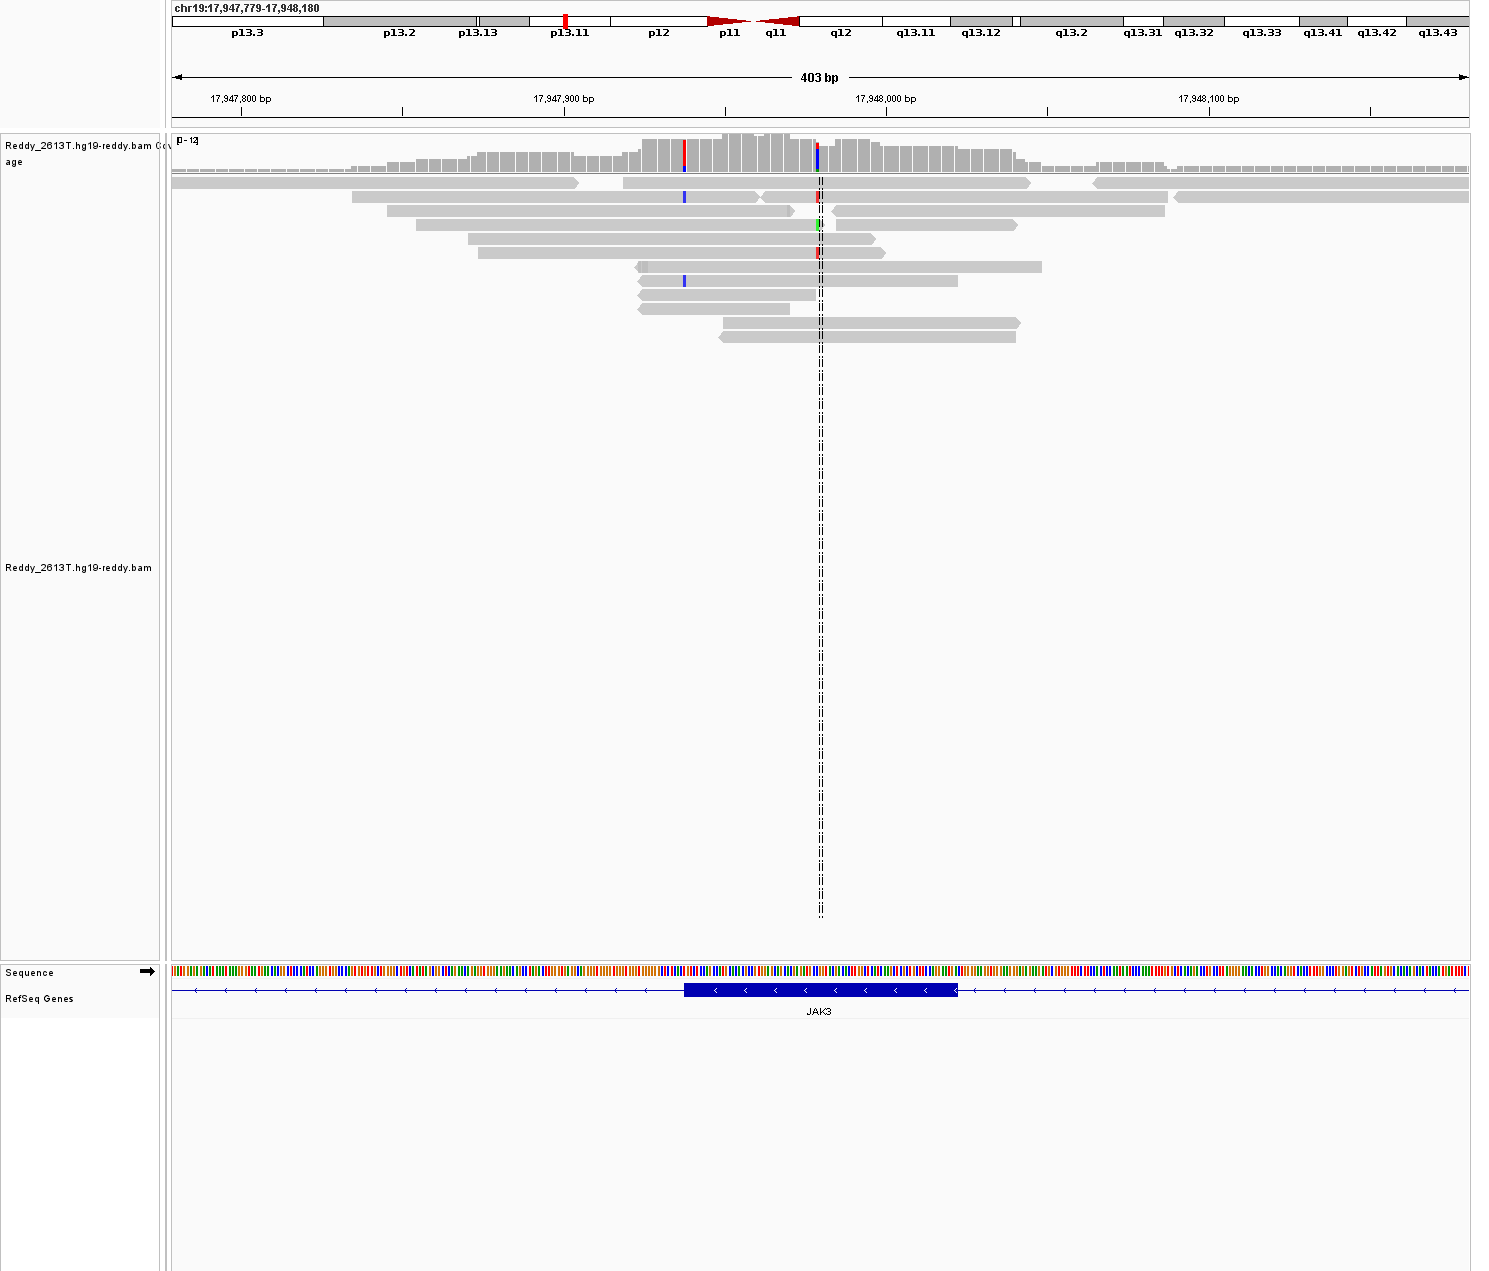 chr19:17,947,779-17,948,180
p13.3 p13.2 p13.13 p13.11 p12 p11 q11 q12 q13.11 q13.12 q13.2 q13.31 q13.32 q13.33 q13.41 q13.42 q13.43
403 bp
17,947,800 bp 17,947,900 bp 17,948,000 bp 17,948,100 bp
[0 - 12]
Reddy_2613T.hg19-reddy.bam Cov
age
Reddy_2613T.hg19-reddy.bam
Sequence
RefSeq Genes
JAK3